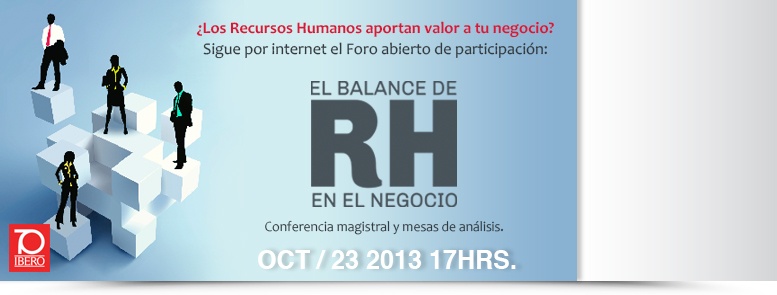 ¿Los Recursos Humanos aportan valor a tu negocio?
Sigue por internet el Foro abierto de participación:
EL BALANCE DE
RH
EN EL NEGOCIO
Conferencia magistral y mesas de análisis.
OCT / 23 2013 17HRS.
70
IBERO